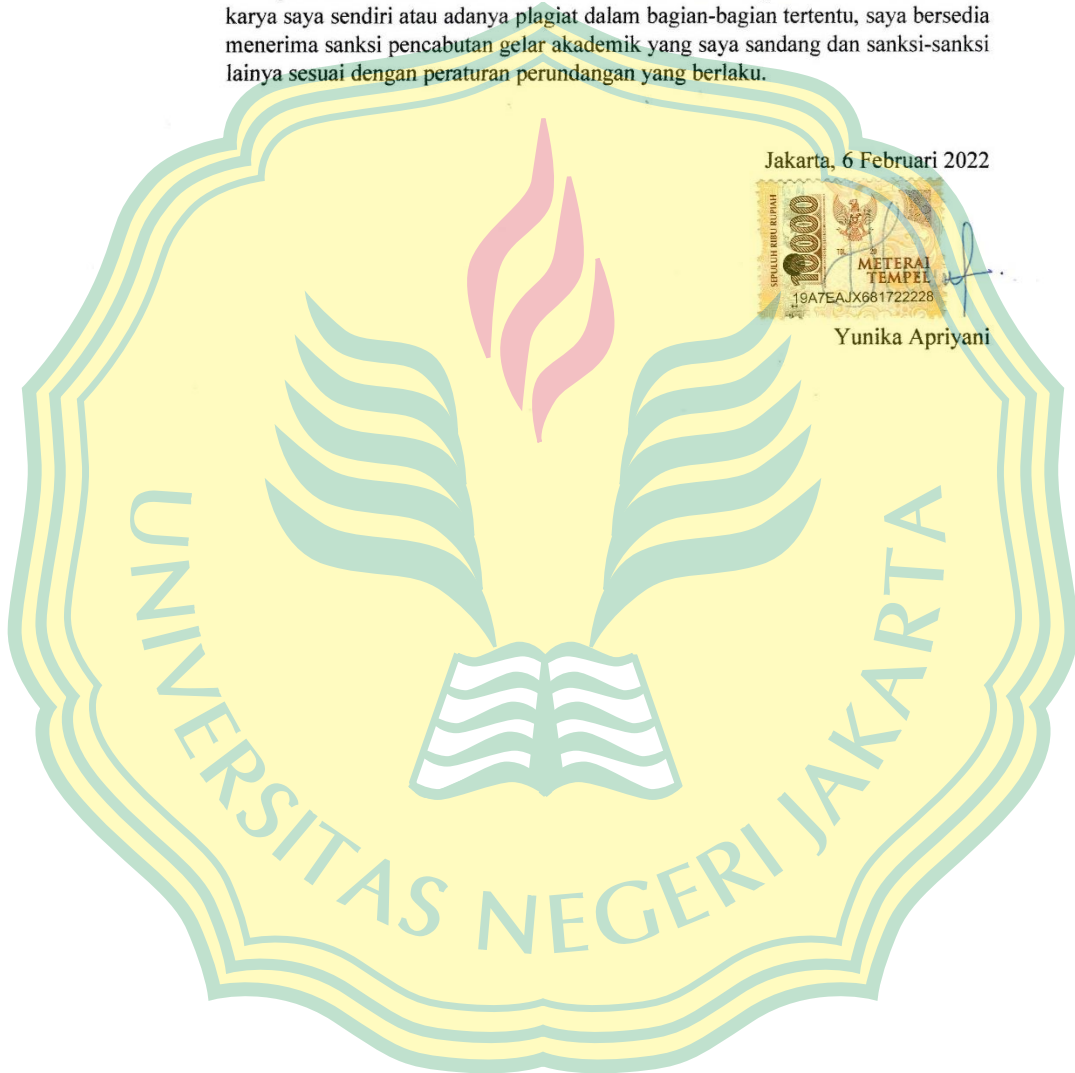 karya saya sendiri atau adanya plagiat dalam bagian-bagian tertentu, saya bersedia
menerima sanksi pencabutan gelar akademik yang saya sandang dan sanksi-sanksi
lainya sesuai dengan peraturan perundangan yang berlaku.
Jakarta, 6 Februari 2022
SEPULUH RIBU RUPIAH
10000
TGL 20
METERAI
TEMPEL
19A7EAJX681722228
Yunika Apriyani
UNIVERSITAS NEGERI JAKARTA